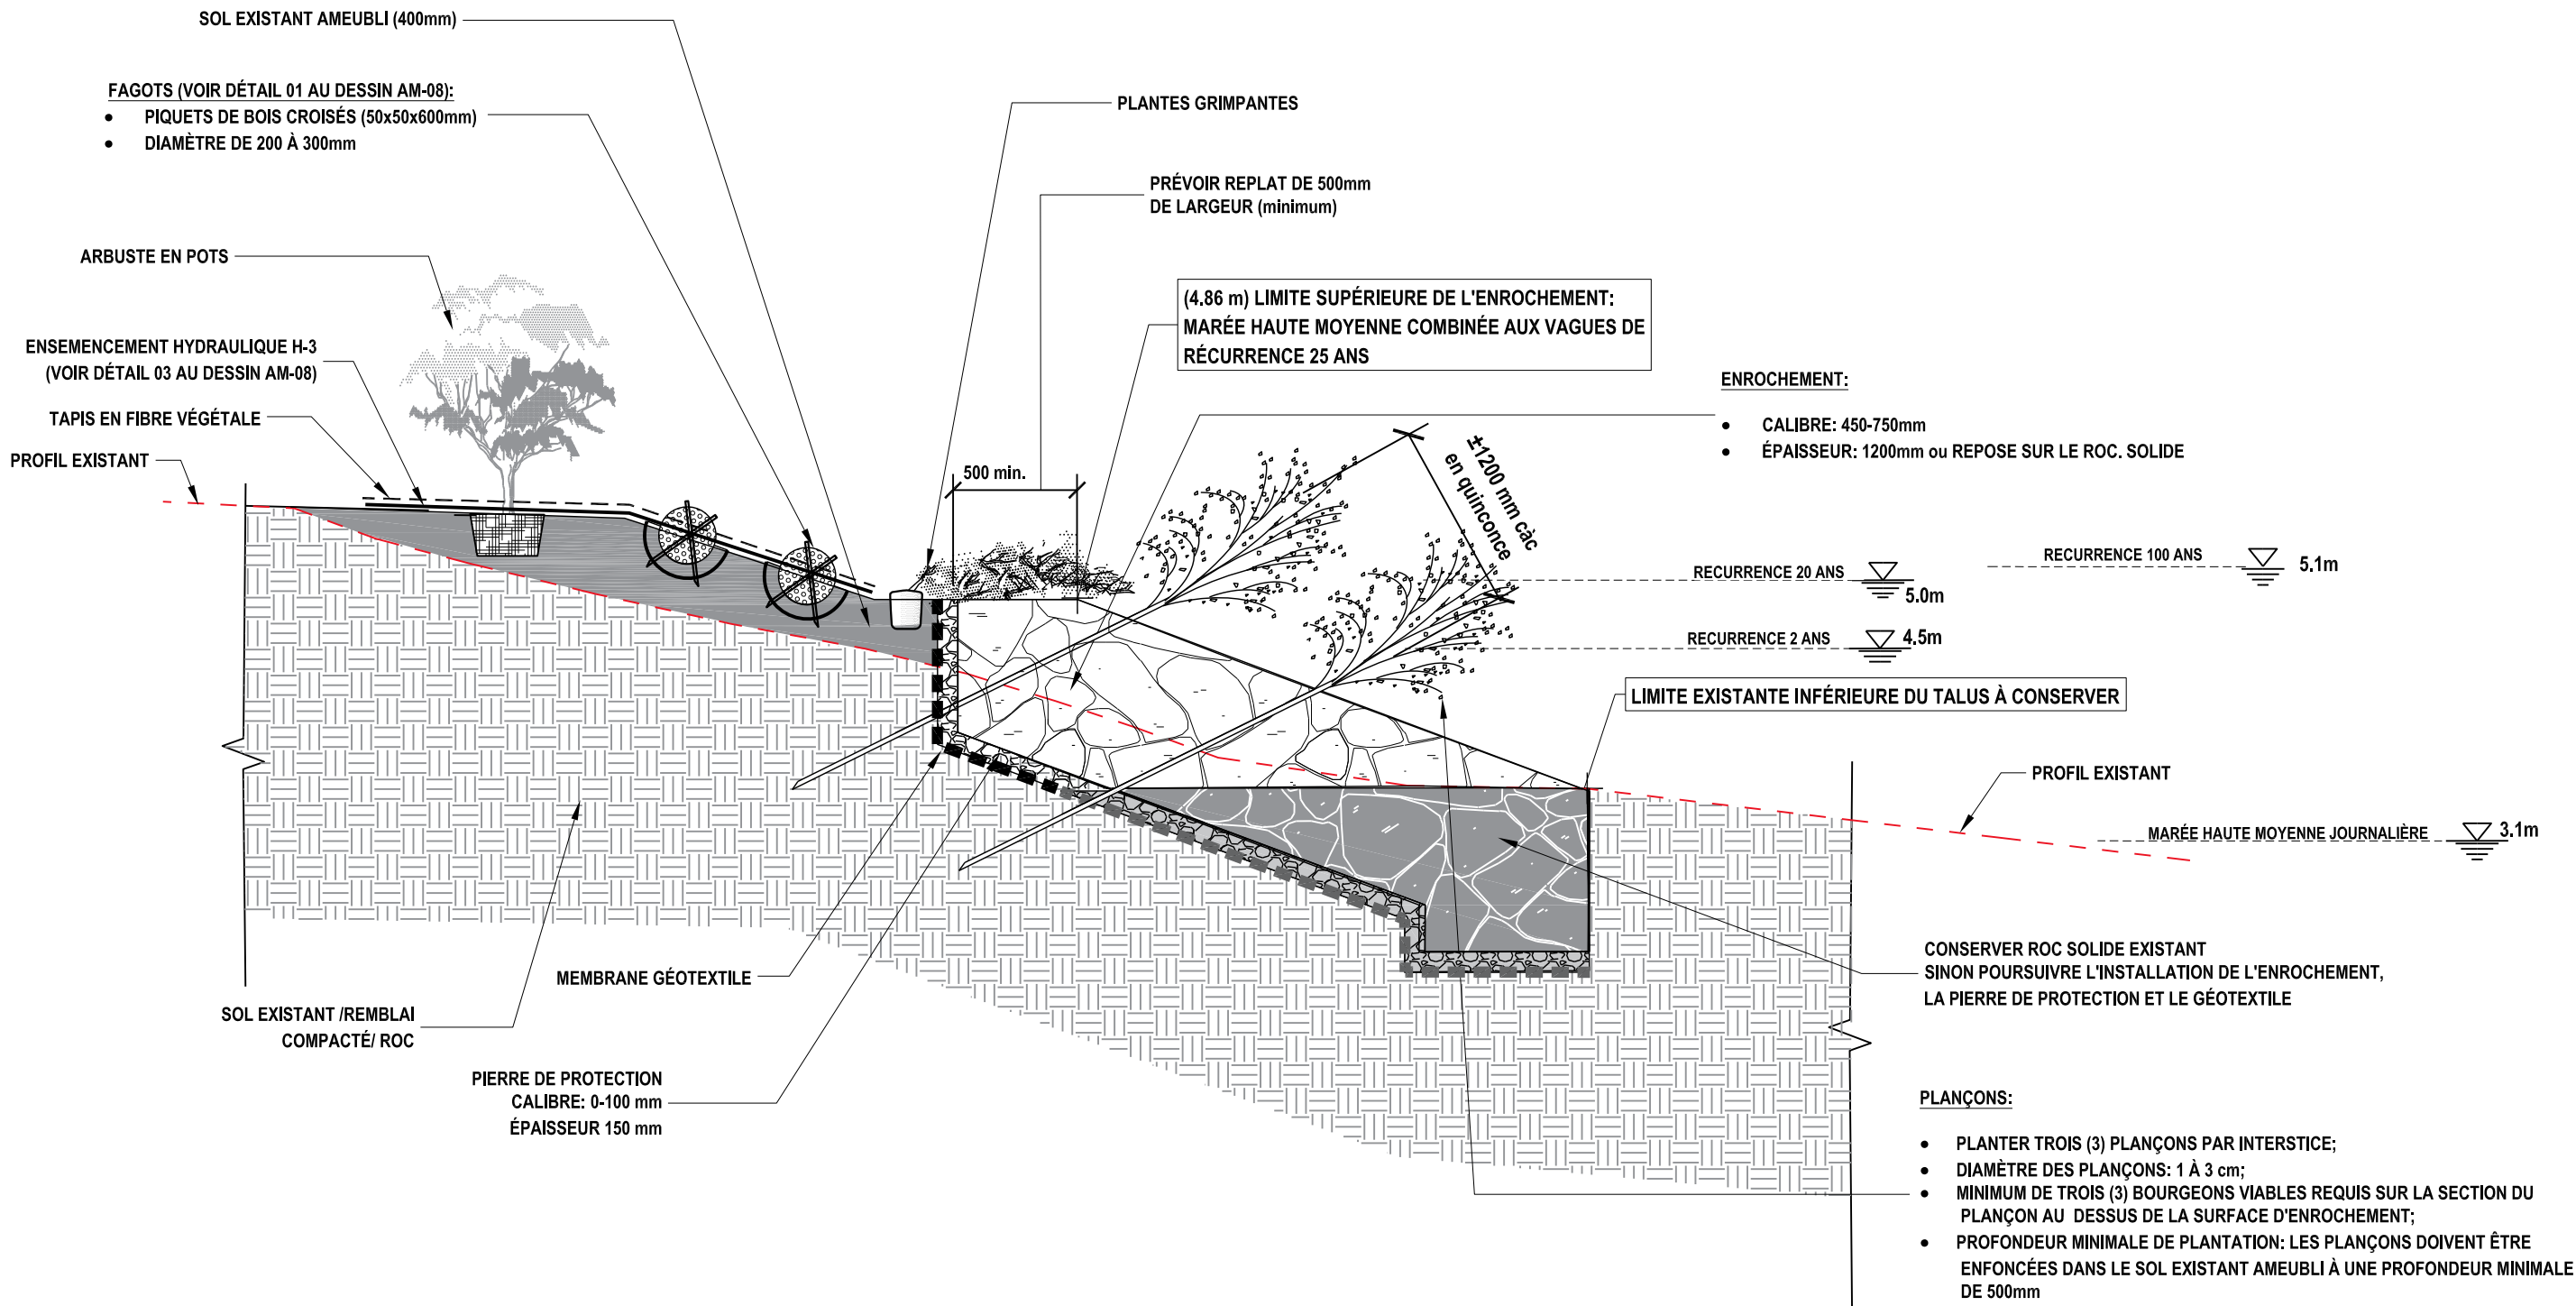 SOL EXISTANT AMEUBLI (400mm)
FAGOTS (VOIR DÉTAIL 01 AU DESSIN AM-08):
• PIQUETS DE BOIS CROISÉS (50x50x600mm)
• DIAMÈTRE DE 200 À 300mm
PLANTES GRIMPANTES
PRÉVOIR REPLAT DE 500mm
DE LARGEUR (minimum)
ARBUSTE EN POTS
(4.86 m) LIMITE SUPÉRIEURE DE L'ENROCHEMENT:
MARÉE HAUTE MOYENNE COMBINÉE AUX VAGUES DE
RÉCURRENCE 25 ANS
ENSEMENCEMENT HYDRAULIQUE H-3
(VOIR DÉTAIL 03 AU DESSIN AM-08)
TAPIS EN FIBRE VÉGÉTALE
PROFIL EXISTANT
ENROCHEMENT:
• CALIBRE: 450-750mm
• ÉPAISSEUR: 1200mm ou REPOSE SUR LE ROC. SOLIDE
500 min.
±1200 mm càc
en quinconce
RECURRENCE 100 ANS
5.1m
RECURRENCE 20 ANS
5.0m
RECURRENCE 2 ANS
4.5m
LIMITE EXISTANTE INFÉRIEURE DU TALUS À CONSERVER
PROFIL EXISTANT
MARÉE HAUTE MOYENNE JOURNALIÈRE
3.1m
CONSERVER ROC SOLIDE EXISTANT
SINON POURSUIVRE L'INSTALLATION DE L'ENROCHEMENT,
LA PIERRE DE PROTECTION ET LE GÉOTEXTILE
MEMBRANE GÉOTEXTILE
SOL EXISTANT /REMBLAI
COMPACTÉ/ ROC
PIERRE DE PROTECTION
CALIBRE: 0-100 mm
ÉPAISSEUR 150 mm
PLANÇONS:
• PLANTER TROIS (3) PLANÇONS PAR INTERSTICE;
• DIAMÈTRE DES PLANÇONS: 1 À 3 cm;
• MINIMUM DE TROIS (3) BOURGEONS VIABLES REQUIS SUR LA SECTION DU
PLANÇON AU DESSUS DE LA SURFACE D'ENROCHEMENT;
• PROFONDEUR MINIMALE DE PLANTATION: LES PLANÇONS DOIVENT ÊTRE
ENFONCÉES DANS LE SOL EXISTANT AMEUBLI À UNE PROFONDEUR MINIMALE
DE 500mm